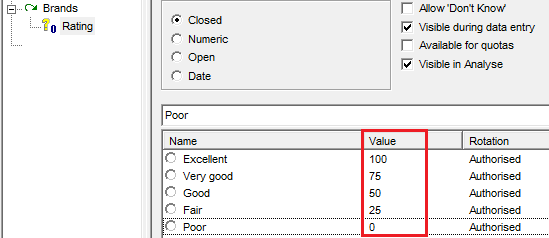 Brands
Rating
Closed
Numeric
Open
Date
Allow 'Don't Know'
Visible during data entry
Available for quotas
Visible in Analyse
Poor
Name Value Rotation
Excellent 100 Authorised
Very good 75 Authorised
Good 50 Authorised
Fair 25 Authorised
Poor 0 Authorised